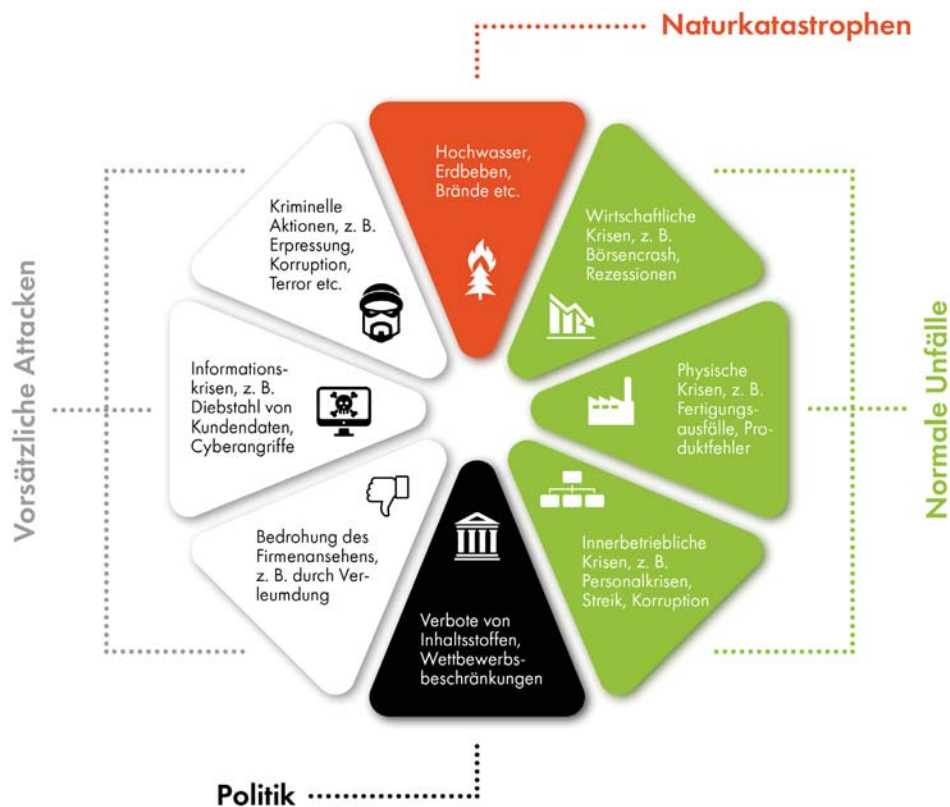 Naturkatastrophen
Hochwasser,
Erdbeben,
Brände etc.
Wirtschaftliche
Krisen, z. B.
Börsencrash,
Rezessionen
Physische
Krisen, z. B.
Fertigungs-
ausfälle, Pro-
duktfehler
Innerbetriebliche
Krisen, z. B.
Personalkrisen,
Streik, Korruption
Normale Unfälle
Verbote von
Inhaltsstoffen,
Wettbewerbs-
beschränkungen
Politik
Bedrohung des
Firmenansehens,
z. B. durch Ver-
leumdung
Informations-
krisen, z. B.
Diebstahl von
Kundendaten,
Cyberangriffe
Kriminelle
Aktionen, z. B.
Erpressung,
Korruption,
Terror etc.
Vorsätzliche Attacken